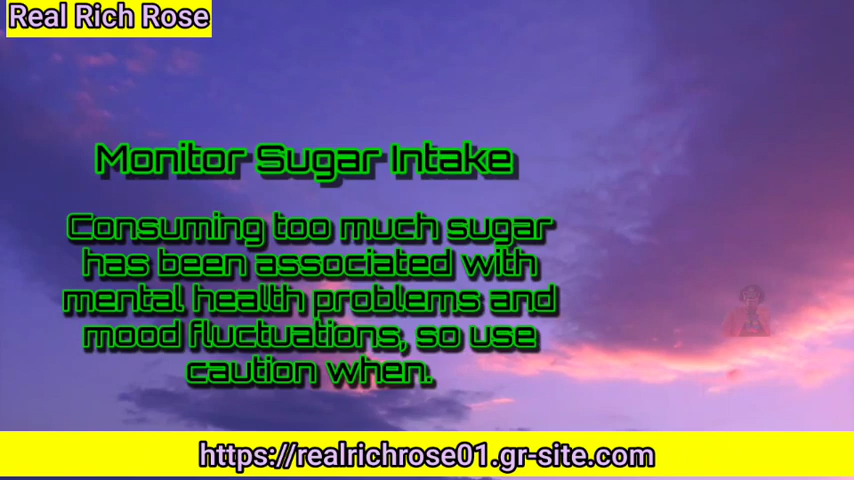 Real Rich Rose
Monitor Sugar Intake
Consuming too much sugar
has been associated with
mental health problems and
mood fluctuations, so use
caution when.
https://realrichrose01.gr-site.com